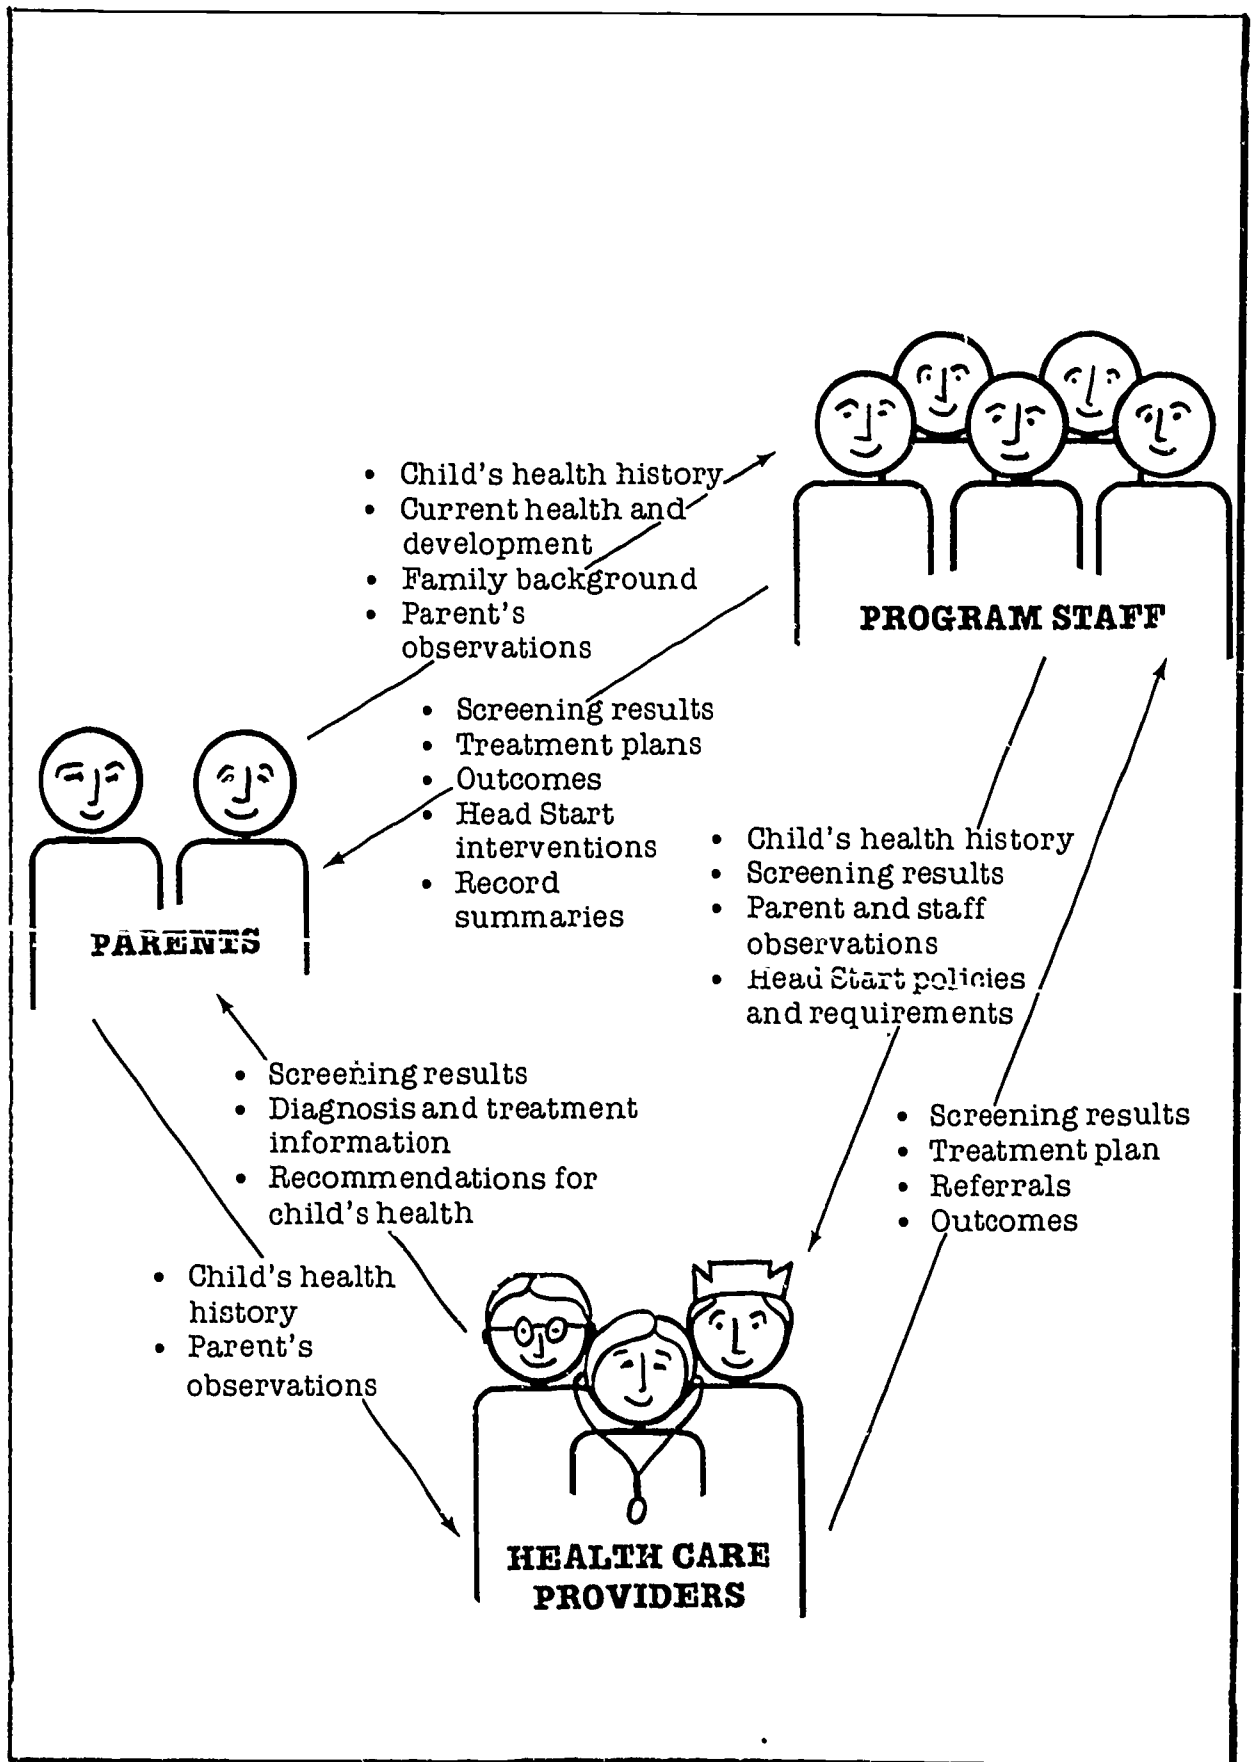 • Child's health history
• Current health and
development
• Family background
• Parent's
observations
PROGRAM STAFF
• Screening results
• Treatment plans
• Outcomes
• Head Start
interventions
• Record
summaries
PARENTS
• Child's health history
• Screening results
• Parent and staff
observations
• Head Start policies
and requirements
• Screening results
• Diagnosis and treatment
information
• Recommendations for
child's health
• Screening results
• Treatment plan
• Referrals
• Outcomes
• Child's health
history
• Parent's
observations
HEALTH CARE
PROVIDERS